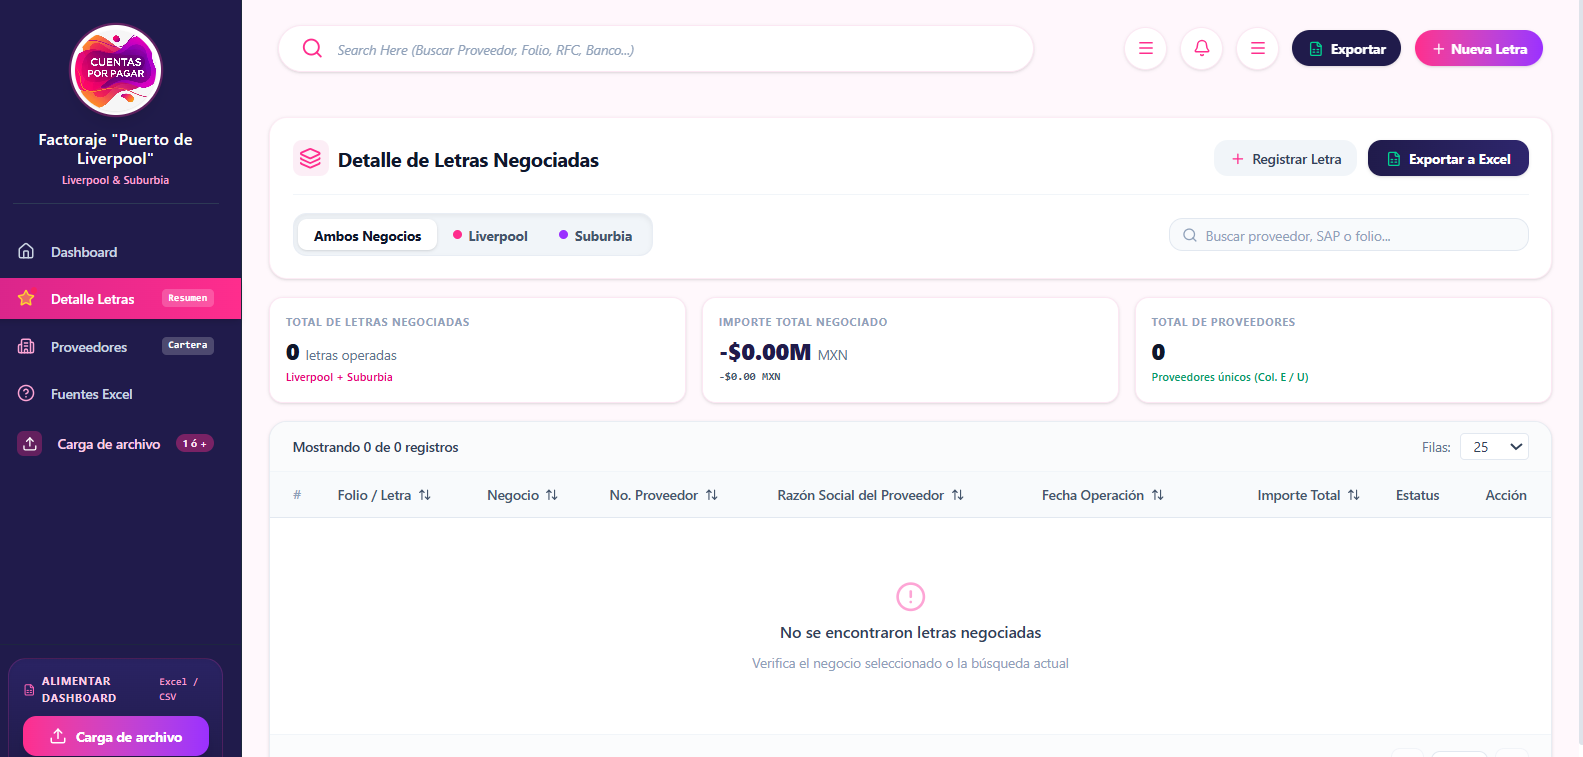 CUENTAS
POR PAGAR
Factoraje "Puerto de
Liverpool"
Liverpool & Suburbia
Dashboard
Detalle Letras Resumen
Proveedores Cartera
Fuentes Excel
Carga de archivo 1 ó +
ALIMENTAR
DASHBOARD
Excel /
CSV
Carga de archivo
Search Here (Buscar Proveedor, Folio, RFC, Banco...)
Exportar
+ Nueva Letra
Detalle de Letras Negociadas
+ Registrar Letra
Exportar a Excel
Ambos Negocios Liverpool Suburbia
Buscar proveedor, SAP o folio...
TOTAL DE LETRAS NEGOCIADAS
0 letras operadas
Liverpool + Suburbia
IMPORTE TOTAL NEGOCIADO
-$0.00M MXN
-$0.00 MXN
TOTAL DE PROVEEDORES
0
Proveedores únicos (Col. E / U)
Mostrando 0 de 0 registros
Filas: 25
# Folio / Letra Negocio No. Proveedor Razón Social del Proveedor Fecha Operación Importe Total Estatus Acción
No se encontraron letras negociadas
Verifica el negocio seleccionado o la búsqueda actual